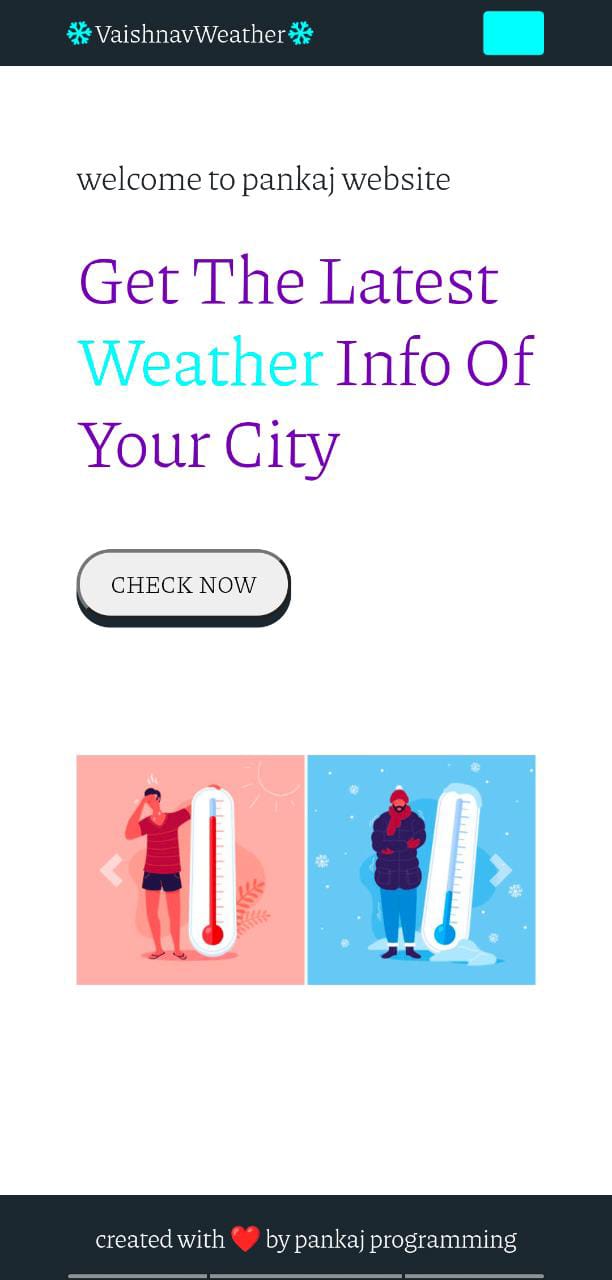 ❄VaishnavWeather❄
welcome to pankaj website
Get The Latest
Weather Info Of
Your City
CHECK NOW
created with ❤️ by pankaj programming